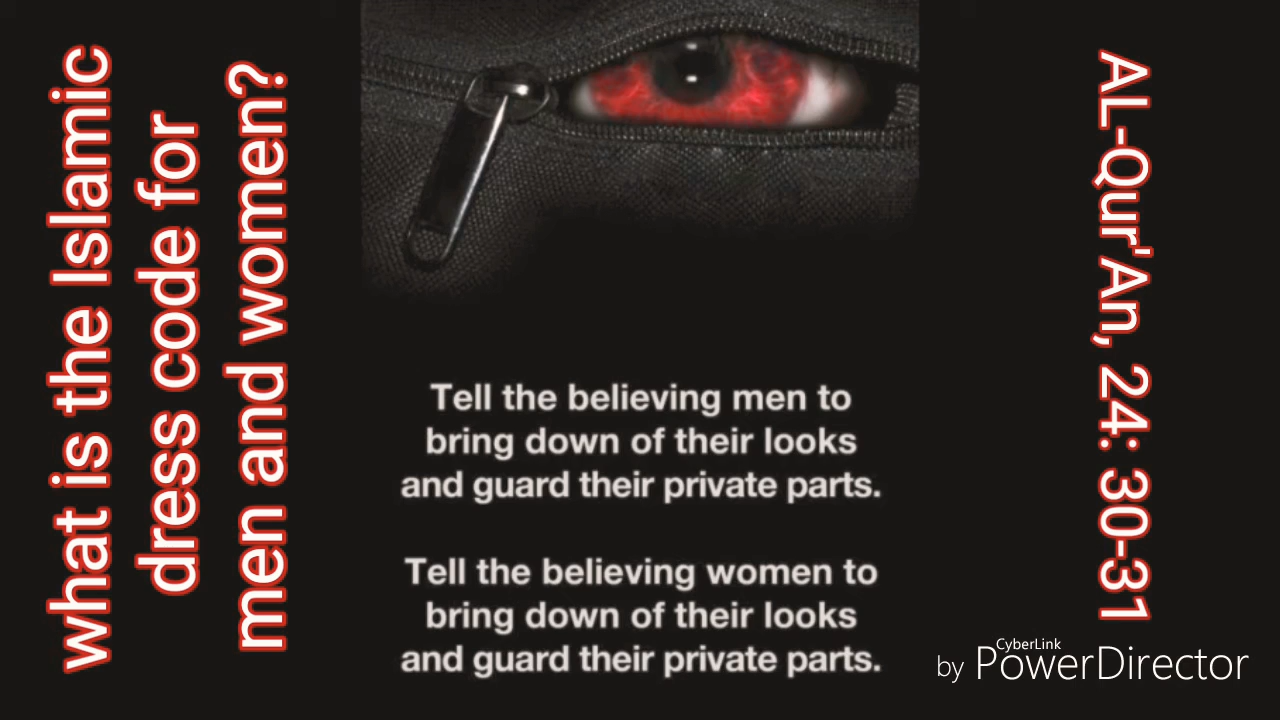 what is the Islamic
dress code for
men and women?
Tell the believing men to
bring down of their looks
and guard their private parts.
Tell the believing women to
bring down of their looks
and guard their private parts.
AL-Qur'An, 24: 30-31
by CyberLink PowerDirector